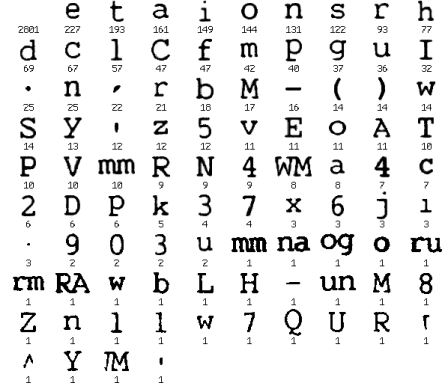 e t a i o n s r h
2801 227 193 161 149 144 131 122 93 77
d c l C f m p g u I
69 67 57 47 47 42 40 37 36 32
. n , r b M - ( ) w
25 25 22 21 18 17 16 14 14 14
S y ' z 5 v E o A T
14 13 12 12 12 11 11 11 11 10
P V mm R N 4 WM a 4 c
10 10 10 9 9 9 8 8 7 7
2 D p k 3 7 x 6 j ı
6 6 6 5 4 4 3 3 3 3
. 9 0 3 u mm na og o ru
3 2 2 2 2 1 1 1 1 1
rm RA w b L H - un M 8
1 1 1 1 1 1 1 1 1 1
Z n l l w 7 Q U R
1 1 1 1 1 1 1 1 1 1
^ Y M '
1 1 1 1